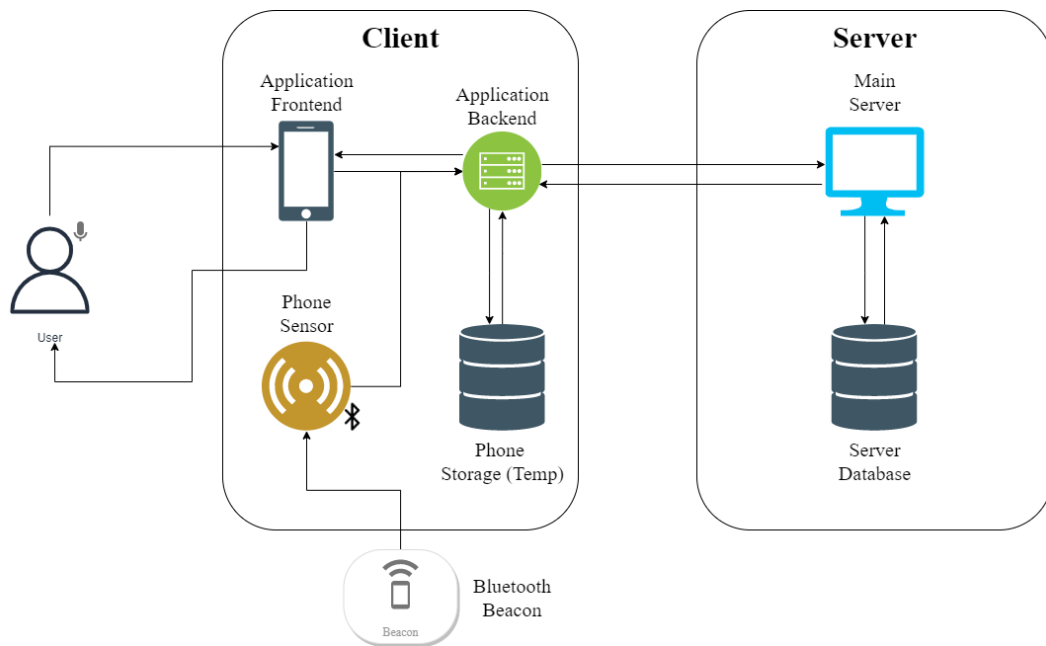 Client
Server
Application
Frontend
Application
Backend
Main
Server
User
Phone
Sensor
Phone
Storage (Temp)
Server
Database
Bluetooth
Beacon
Beacon